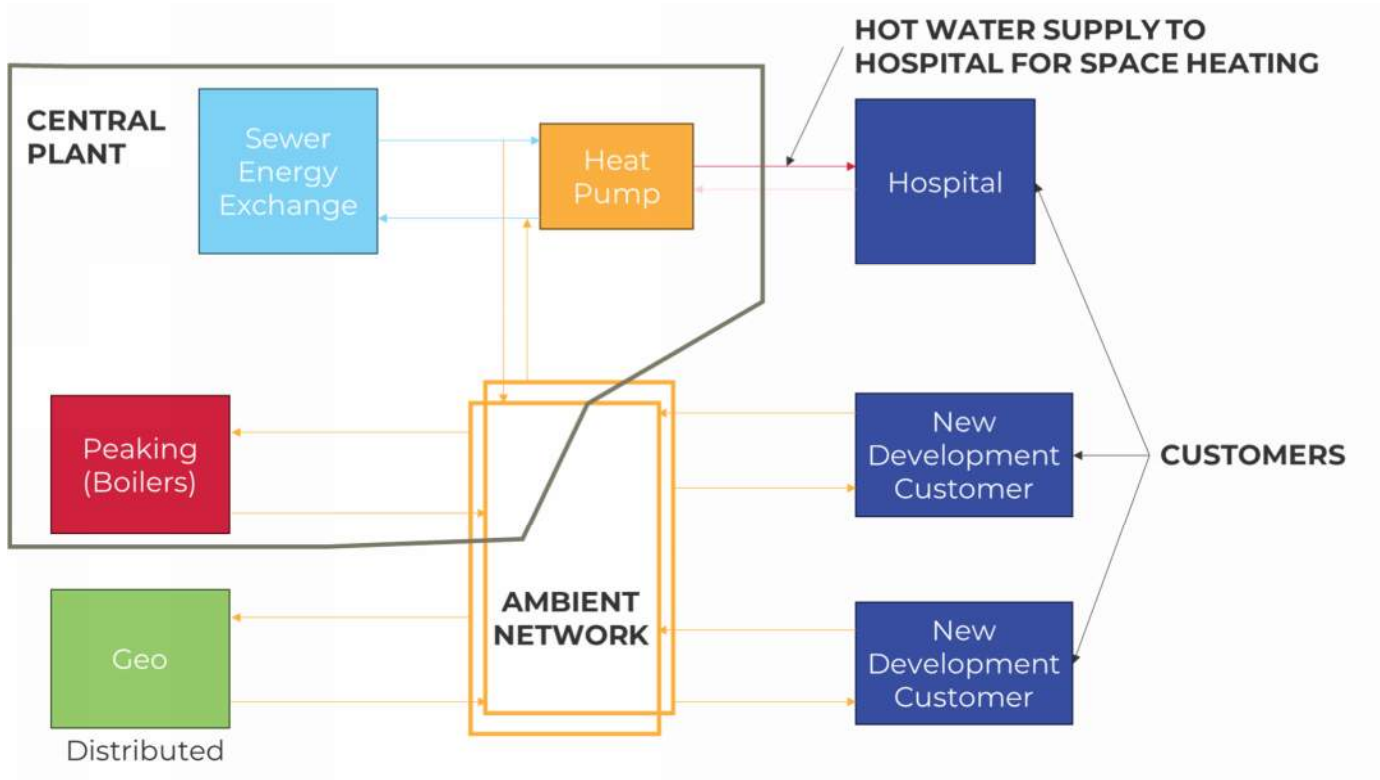 HOT WATER SUPPLY TO
HOSPITAL FOR SPACE HEATING
CENTRAL
PLANT
Sewer
Energy
Exchange
Heat
Pump
Hospital
Peaking
(Boilers)
New
Development
Customer
CUSTOMERS
AMBIENT
NETWORK
Geo
Distributed
New
Development
Customer